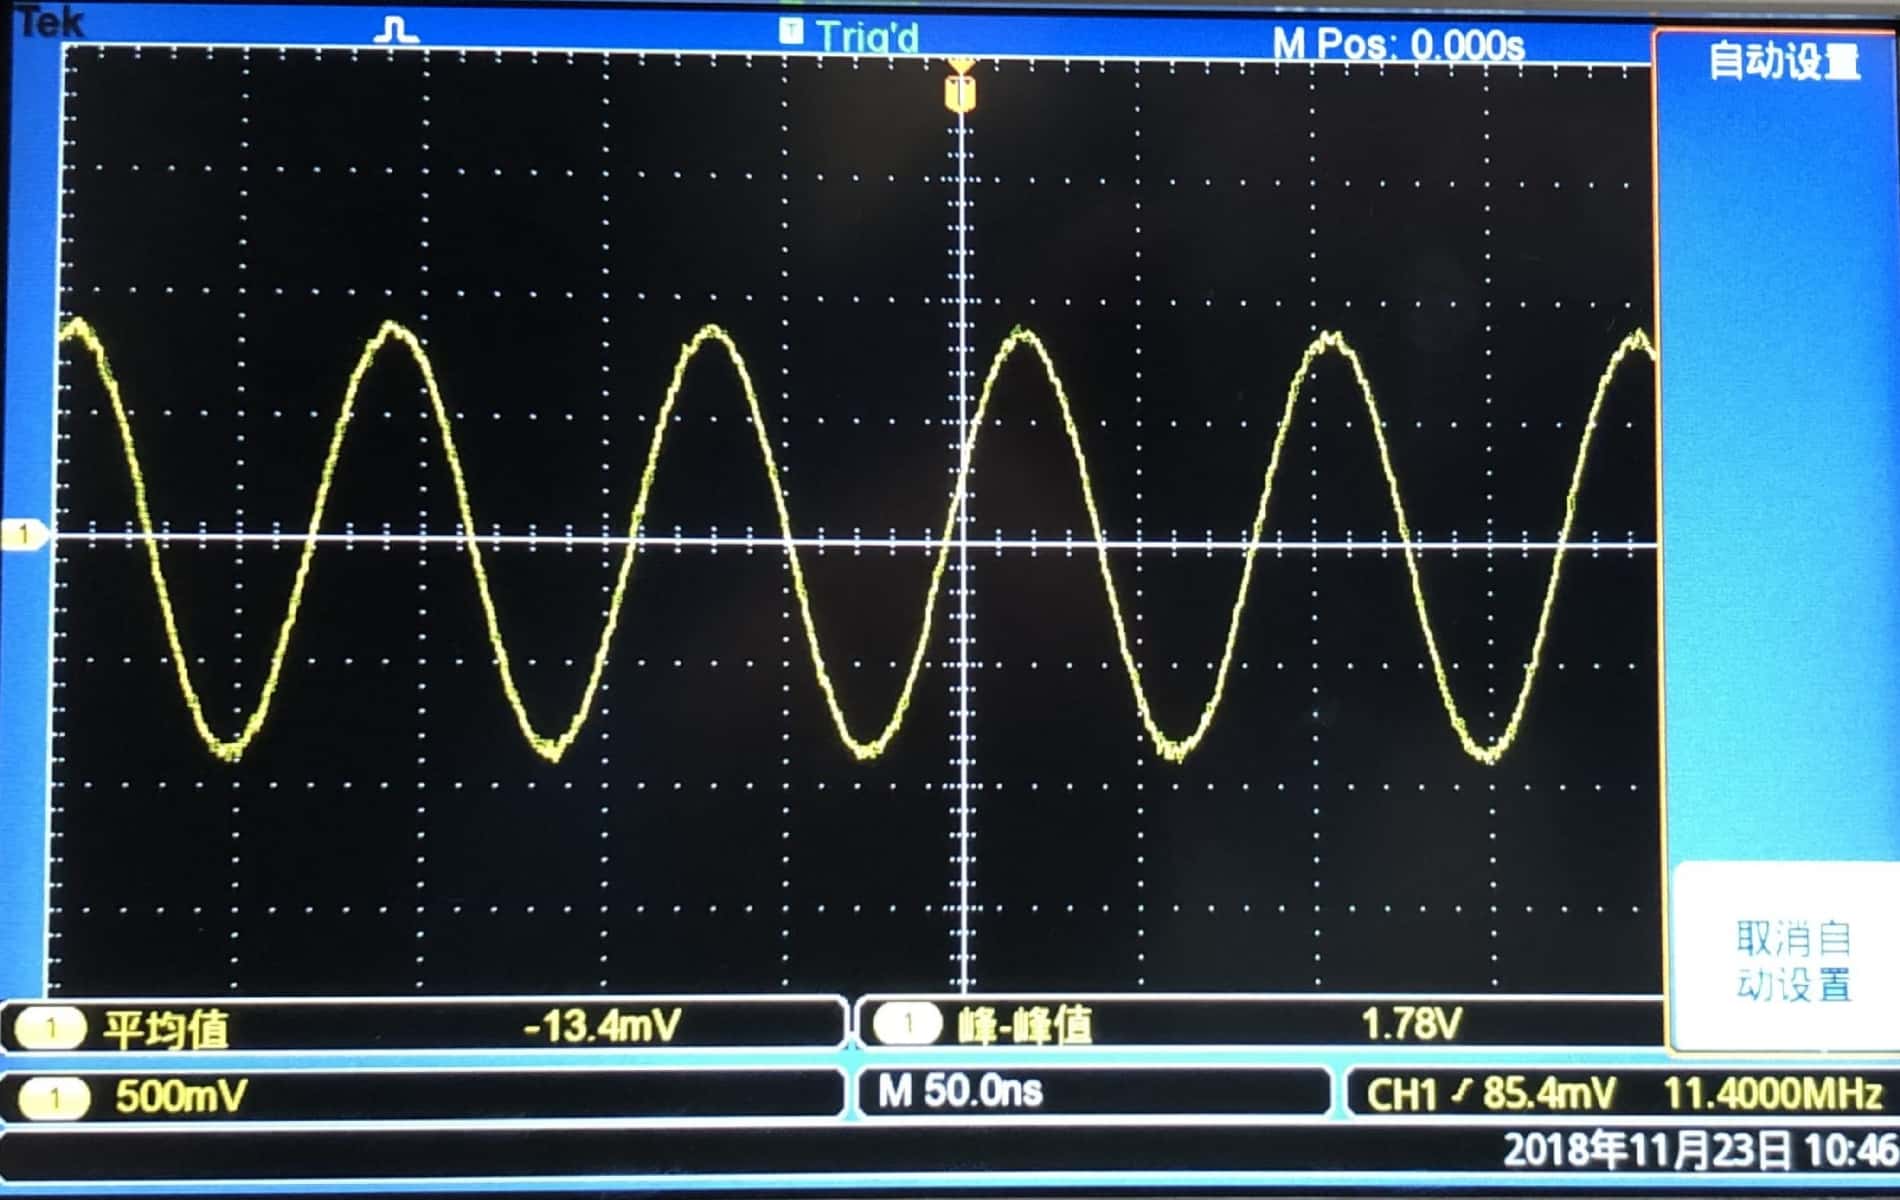 Tek
T Trig'd
M Pos: 0.000s
自动设置
T
1
取消自
动设置
1 平均值 -13.4mV
1 峰-峰值 1.78V
1 500mV
M 50.0ns
CH1 85.4mV 11.4000MHz
2018年11月23日 10:46